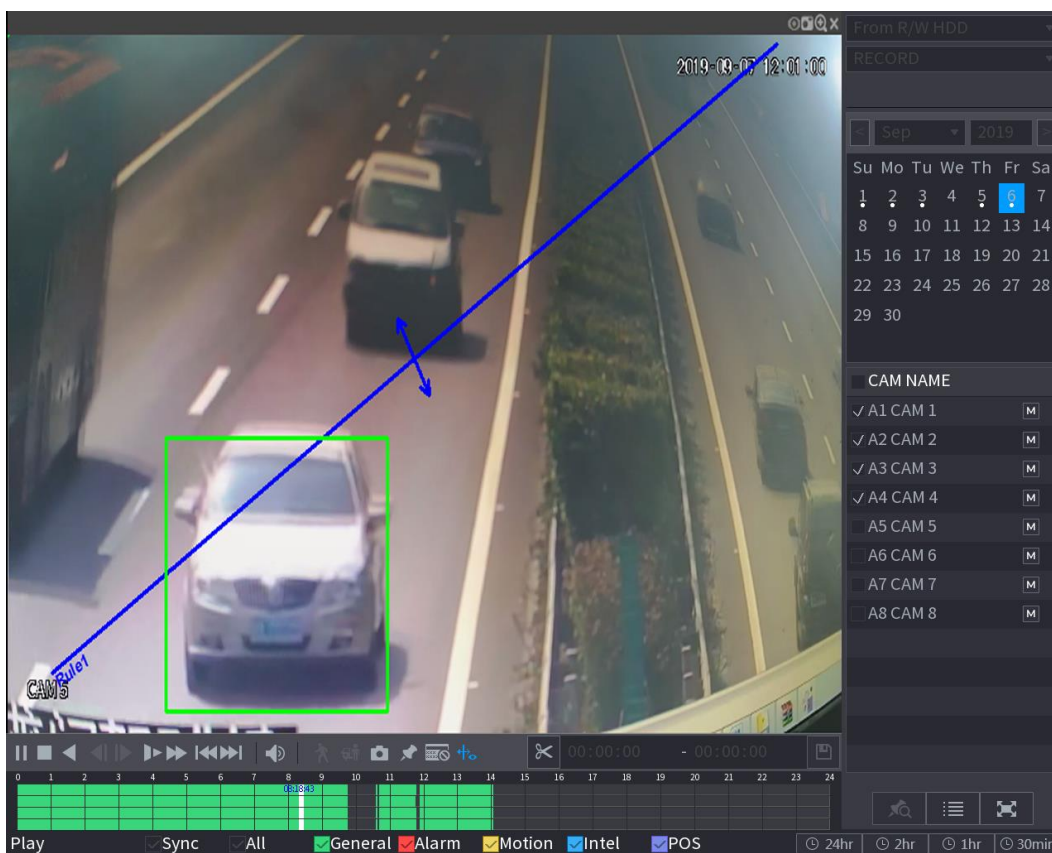 From R/W HDD
RECORD
2019-09-07 12:01:00
< Sep 2019 >
Su Mo Tu We Th Fr Sa
1 2 3 4 5 6 7
8 9 10 11 12 13 14
15 16 17 18 19 20 21
22 23 24 25 26 27 28
29 30
CAM NAME
A1 CAM 1 M
A2 CAM 2 M
A3 CAM 3 M
A4 CAM 4 M
A5 CAM 5 M
A6 CAM 6 M
A7 CAM 7 M
A8 CAM 8 M
Rule1
CAM 5
00:00:00 - 00:00:00
0 1 2 3 4 5 6 7 8 9 10 11 12 13 14 15 16 17 18 19 20 21 22 23 24
08:18:43
Play Sync All General Alarm Motion Intel POS 24hr 2hr 1hr 30min